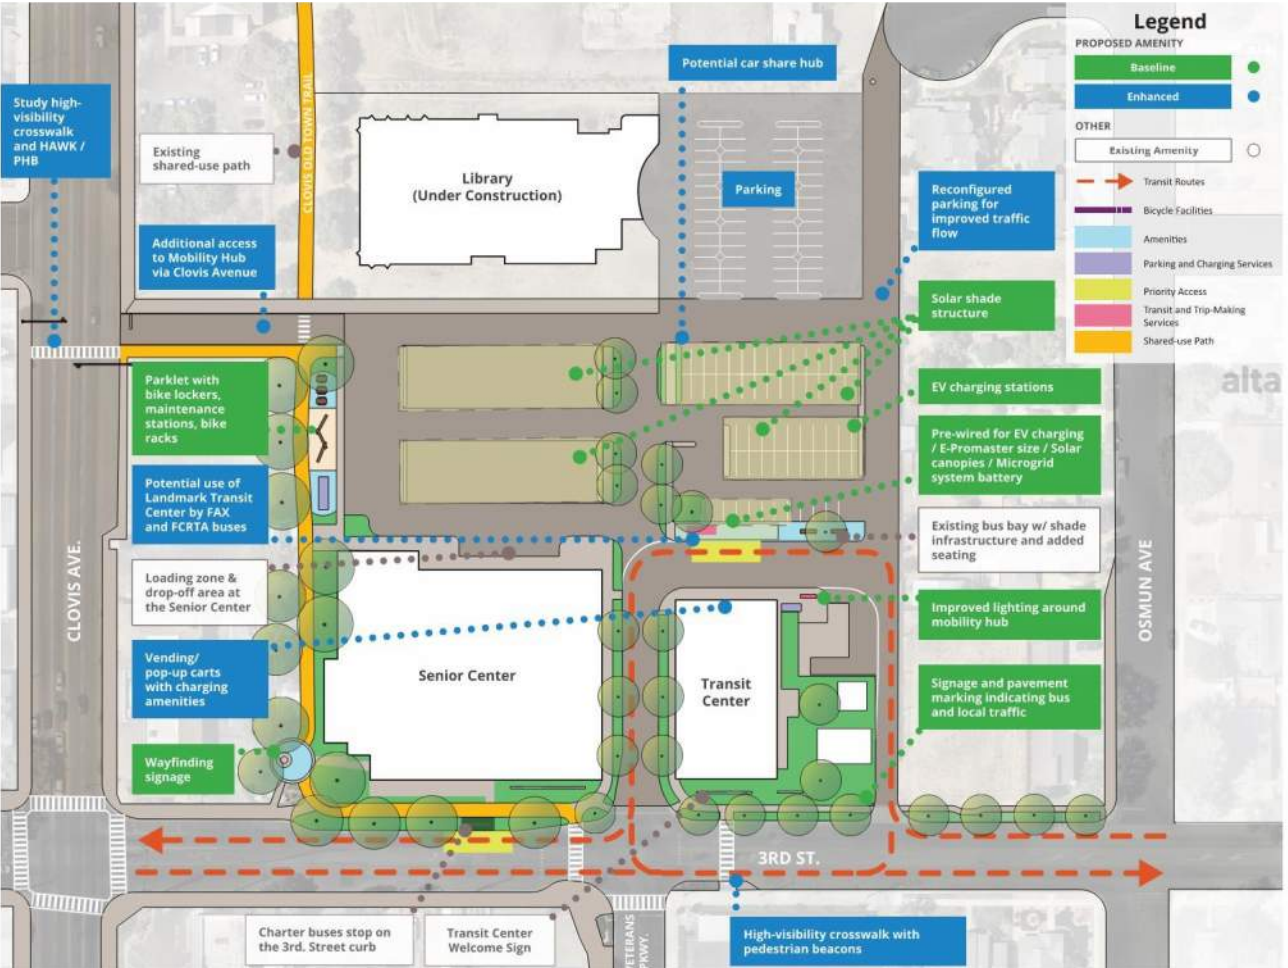 Legend
PROPOSED AMENITY
Baseline
Enhanced
OTHER
Existing Amenity
Transit Routes
Bicycle Facilities
Amenities
Parking and Charging Services
Priority Access
Transit and Trip-Making
Services
Shared-use Path
alta
Potential car share hub
Study high-
visibility
crosswalk
and HAWK /
PHB
Existing
shared-use path
CLOVIS OLD TOWN TRAIL
Library
(Under Construction)
Parking
Reconfigured
parking for
improved traffic
flow
Additional access
to Mobility Hub
via Clovis Avenue
Solar shade
structure
Parklet with
bike lockers,
maintenance
stations, bike
racks
EV charging stations
Pre-wired for EV charging
/ E-Promaster size / Solar
canopies / Microgrid
system battery
Potential use of
Landmark Transit
Center by FAX
and FCRTA buses
Existing bus bay w/ shade
infrastructure and added
seating
CLOVIS AVE.
OSMUN AVE
Loading zone &
drop-off area at
the Senior Center
Improved lighting around
mobility hub
Vending/
pop-up carts
with charging
amenities
Senior Center
Transit
Center
Signage and pavement
marking indicating bus
and local traffic
Wayfinding
signage
3RD ST.
Charter buses stop on
the 3rd. Street curb
Transit Center
Welcome Sign
High-visibility crosswalk with
pedestrian beacons